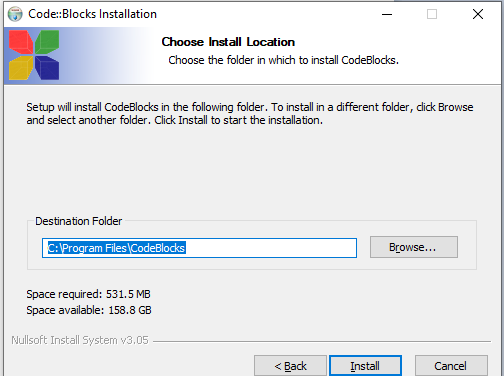 Code::Blocks Installation
Choose Install Location
Choose the folder in which to install CodeBlocks.
Setup will install CodeBlocks in the following folder. To install in a different folder, click Browse
and select another folder. Click Install to start the installation.
Destination Folder
C:\Program Files\CodeBlocks
Browse...
Space required: 531.5 MB
Space available: 158.8 GB
Nullsoft Install System v3.05
< Back
Install
Cancel